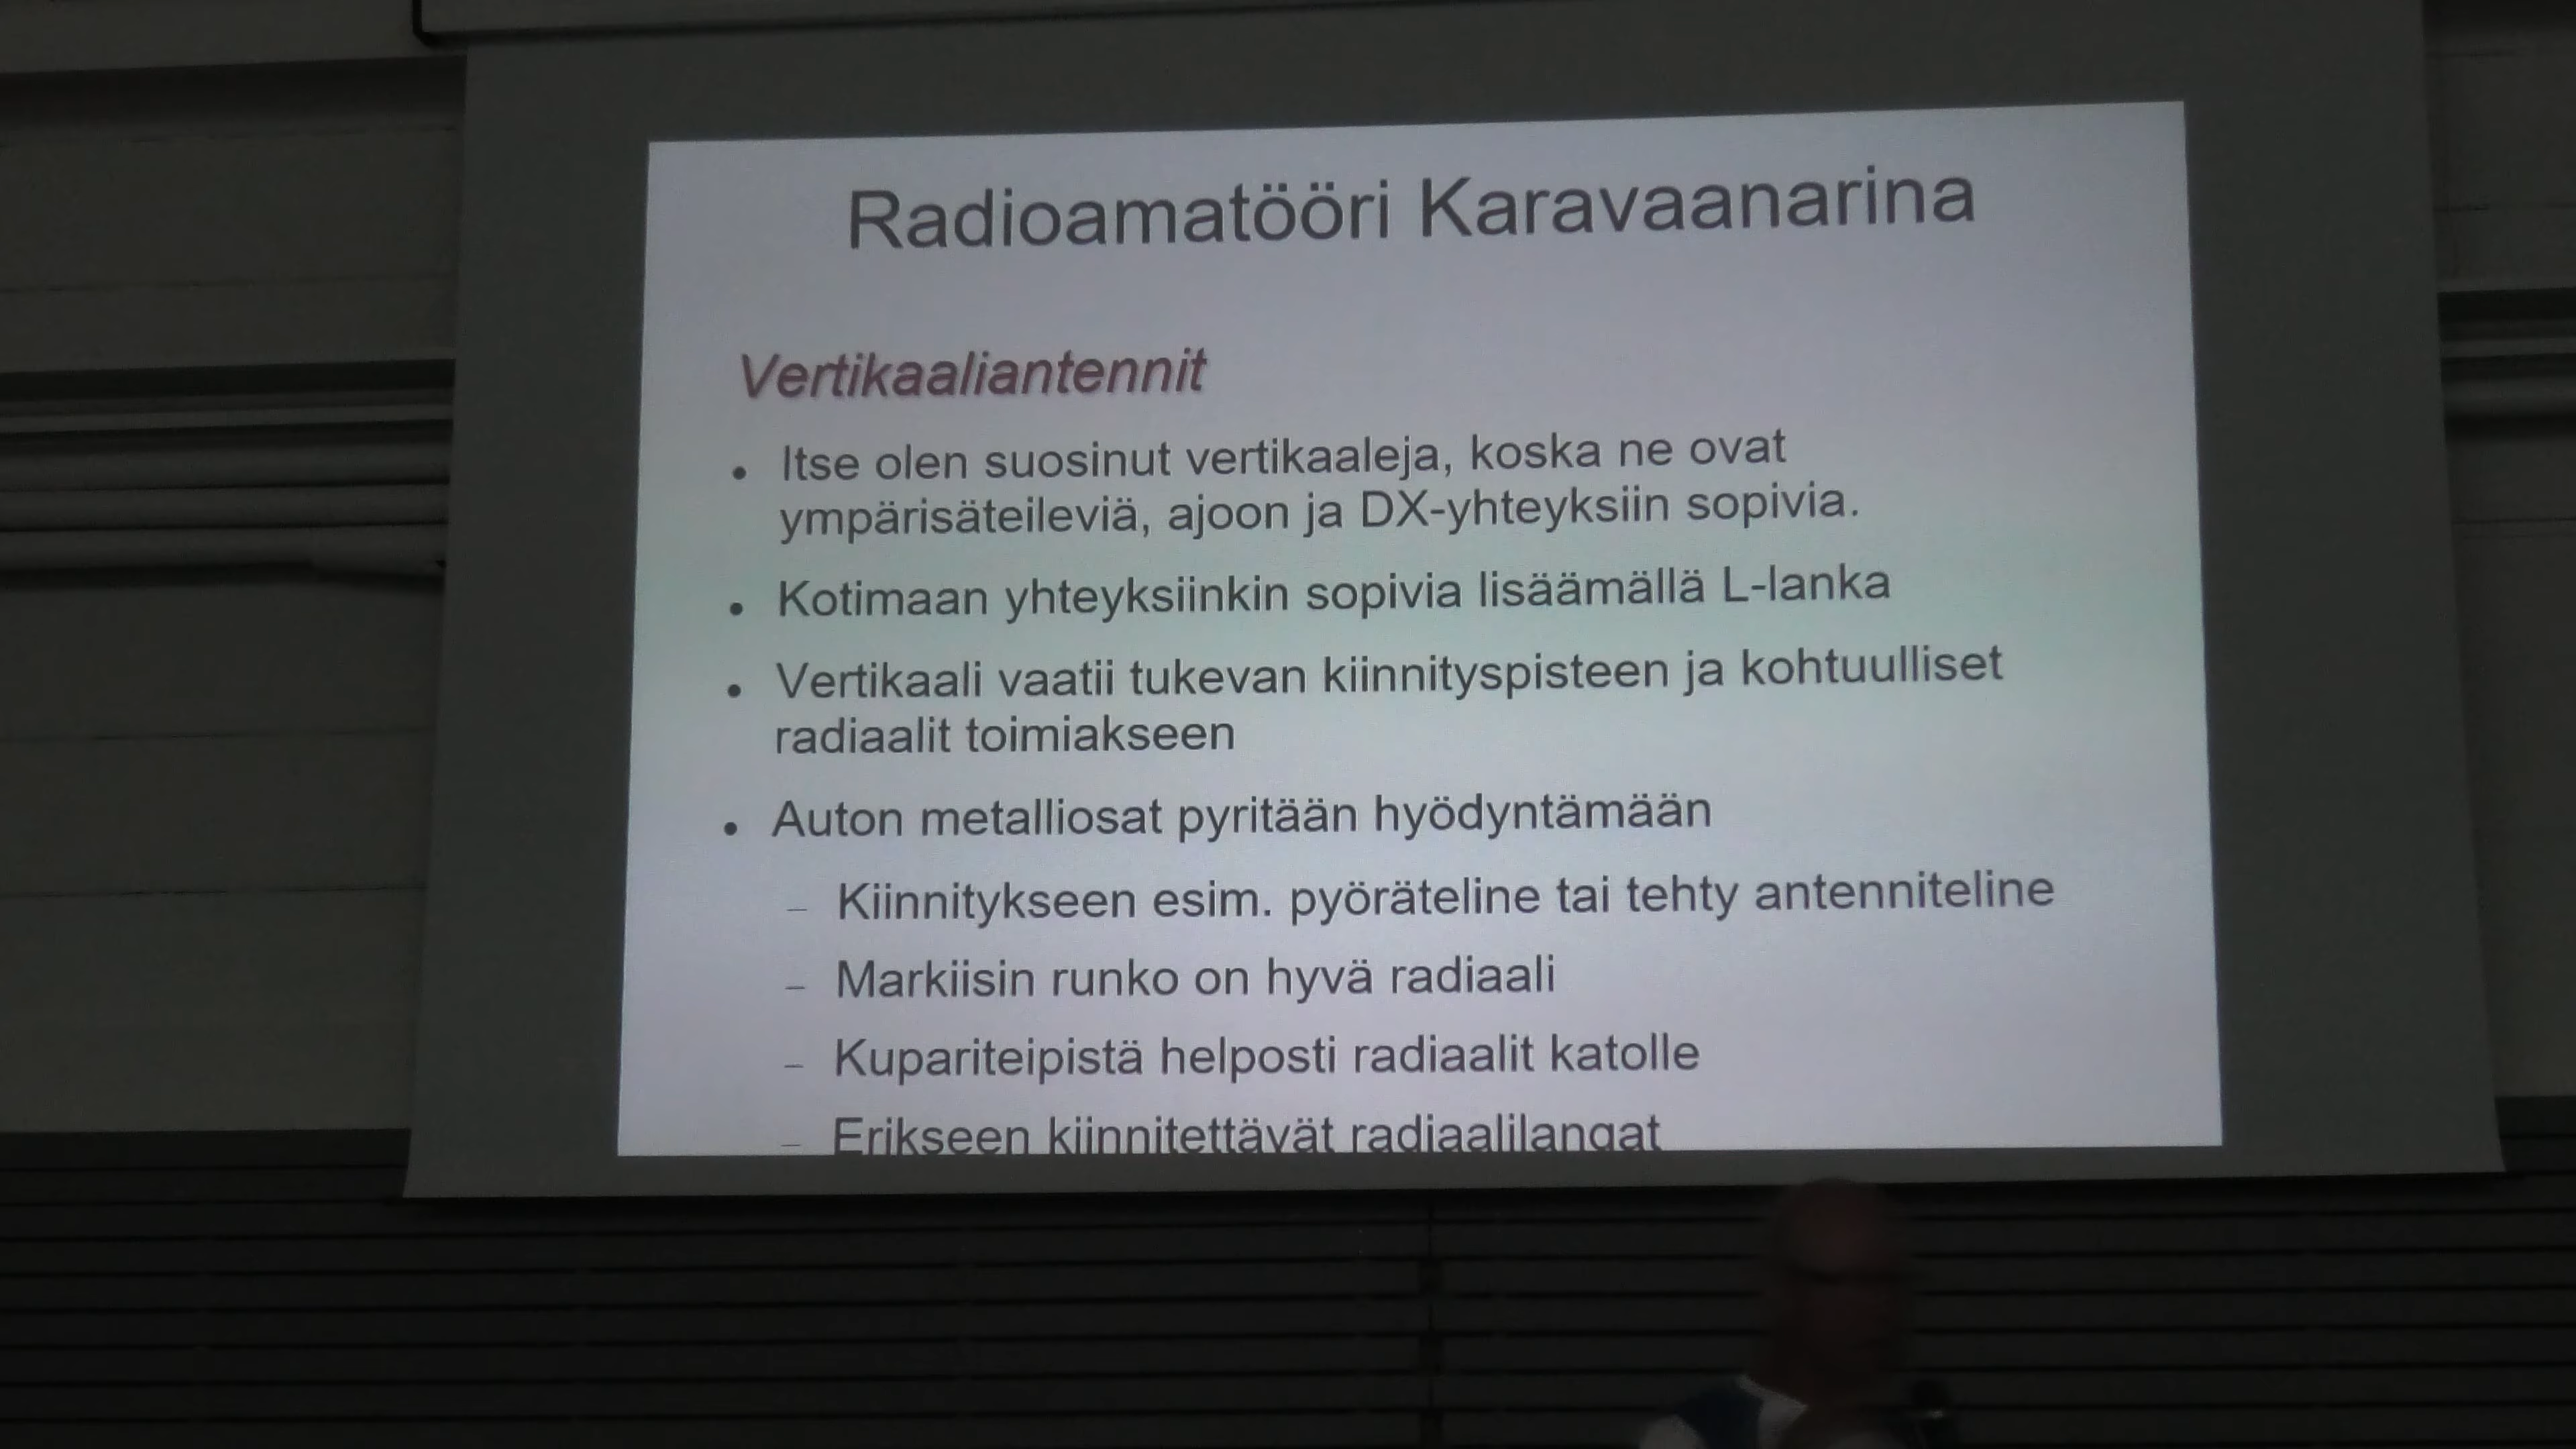 Radioamatööri Karavaanarina
Vertikaaliantennit
• Itse olen suosinut vertikaaleja, koska ne ovat
ympärisäteileviä, ajoon ja DX-yhteyksiin sopivia.
• Kotimaan yhteyksiinkin sopivia lisäämällä L-lanka
• Vertikaali vaatii tukevan kiinnityspisteen ja kohtuulliset
radiaalit toimiakseen
• Auton metalliosat pyritään hyödyntämään
– Kiinnitykseen esim. pyöräteline tai tehty antenniteline
– Markiisin runko on hyvä radiaali
– Kupariteipistä helposti radiaalit katolle
– Erikseen kiinnitettävät radiaalilangat